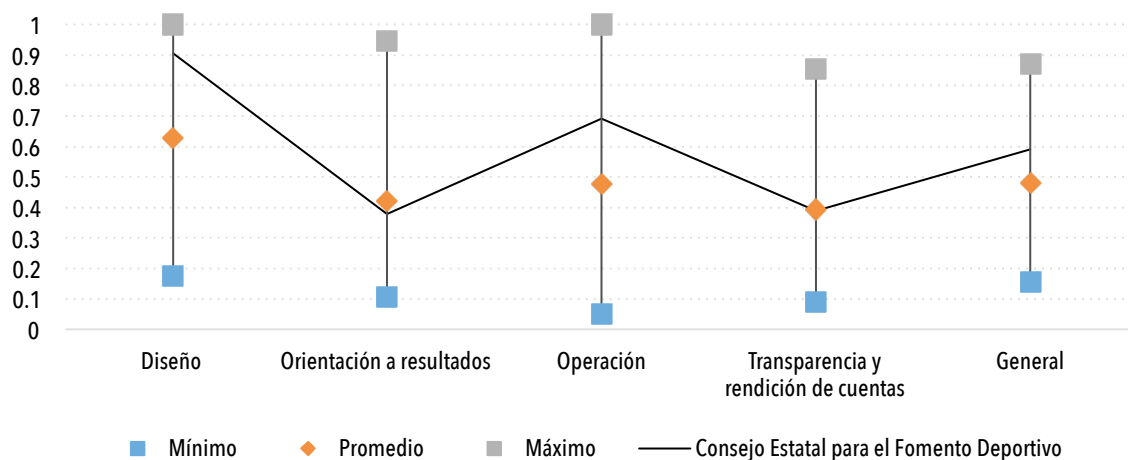 1
0.9
0.8
0.7
0.6
0.5
0.4
0.3
0.2
0.1
0
Diseño
Orientación a resultados
Operación
Transparencia y
rendición de cuentas
General
Mínimo
Promedio
Máximo
Consejo Estatal para el Fomento Deportivo